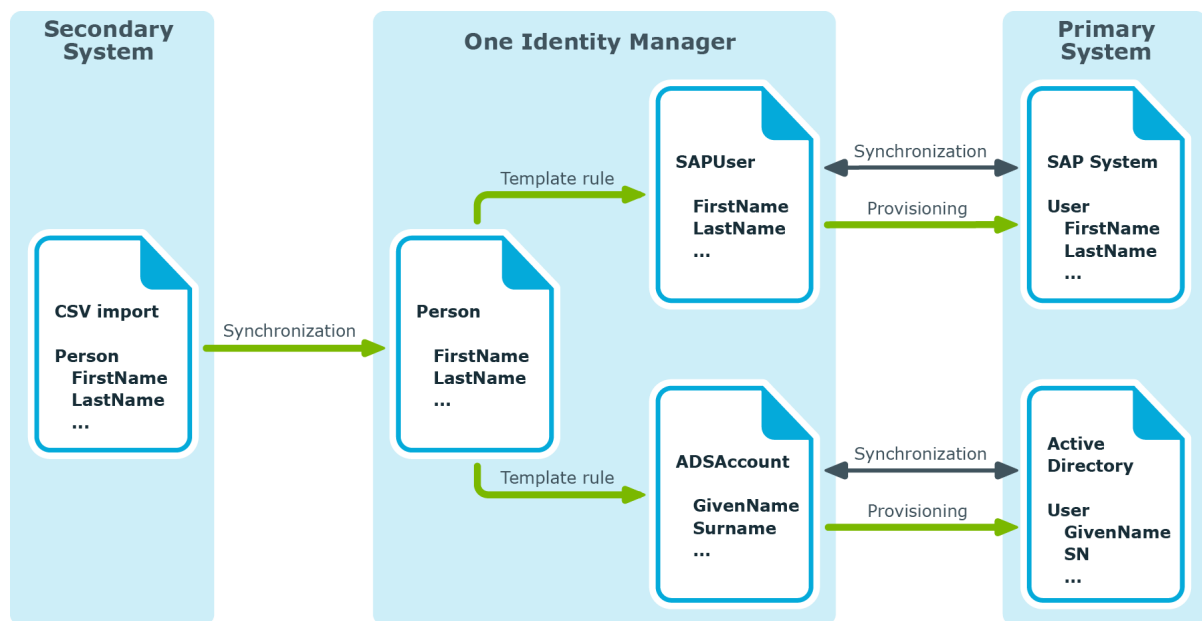 Secondary
System
One Identity Manager
Primary
System
CSV import
Person
FirstName
LastName
...
Synchronization
Person
FirstName
LastName
...
Template rule
Template rule
SAPUser
FirstName
LastName
...
Synchronization
Provisioning
SAP System
User
FirstName
LastName
...
ADSAccount
GivenName
Surname
...
Synchronization
Provisioning
Active
Directory
User
GivenName
SN
...